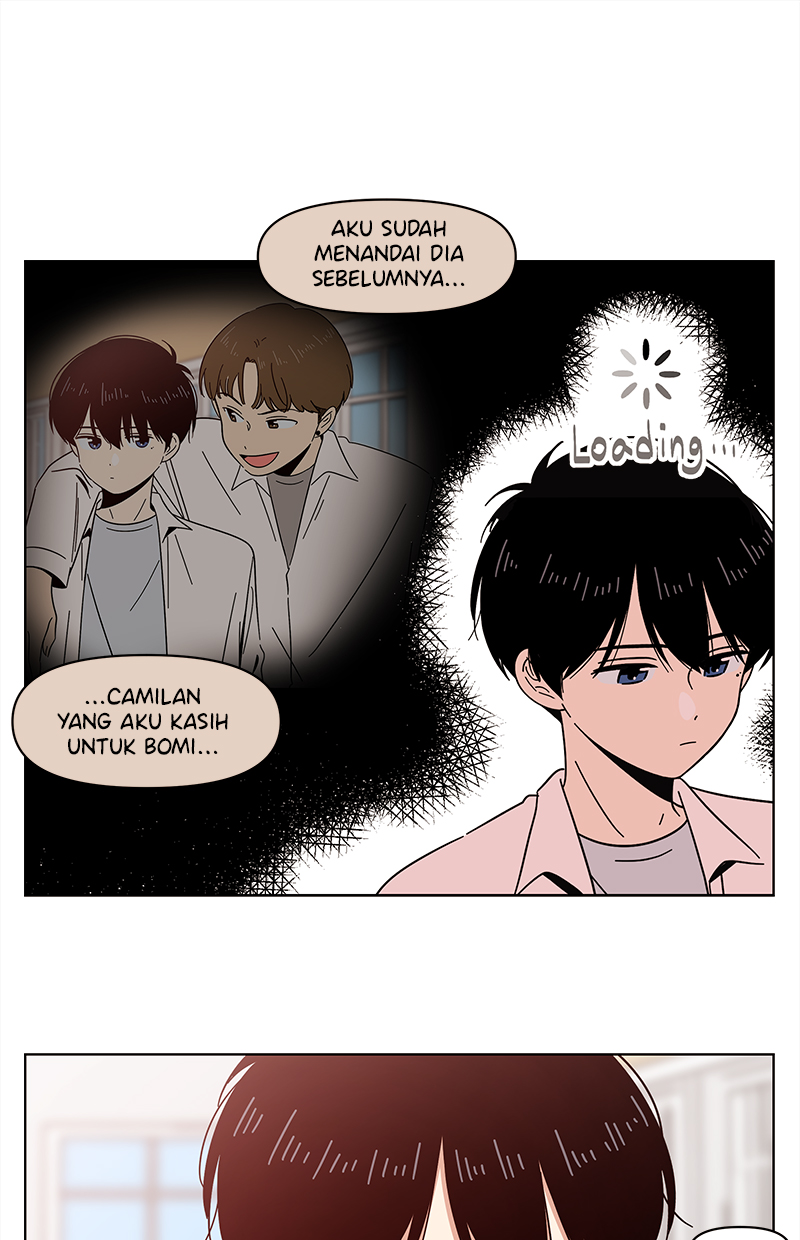 AKU SUDAH
MENANDAI DIA
SEBELUMNYA...
Loading...
...CAMILAN
YANG AKU KASIH
UNTUK BOMI...